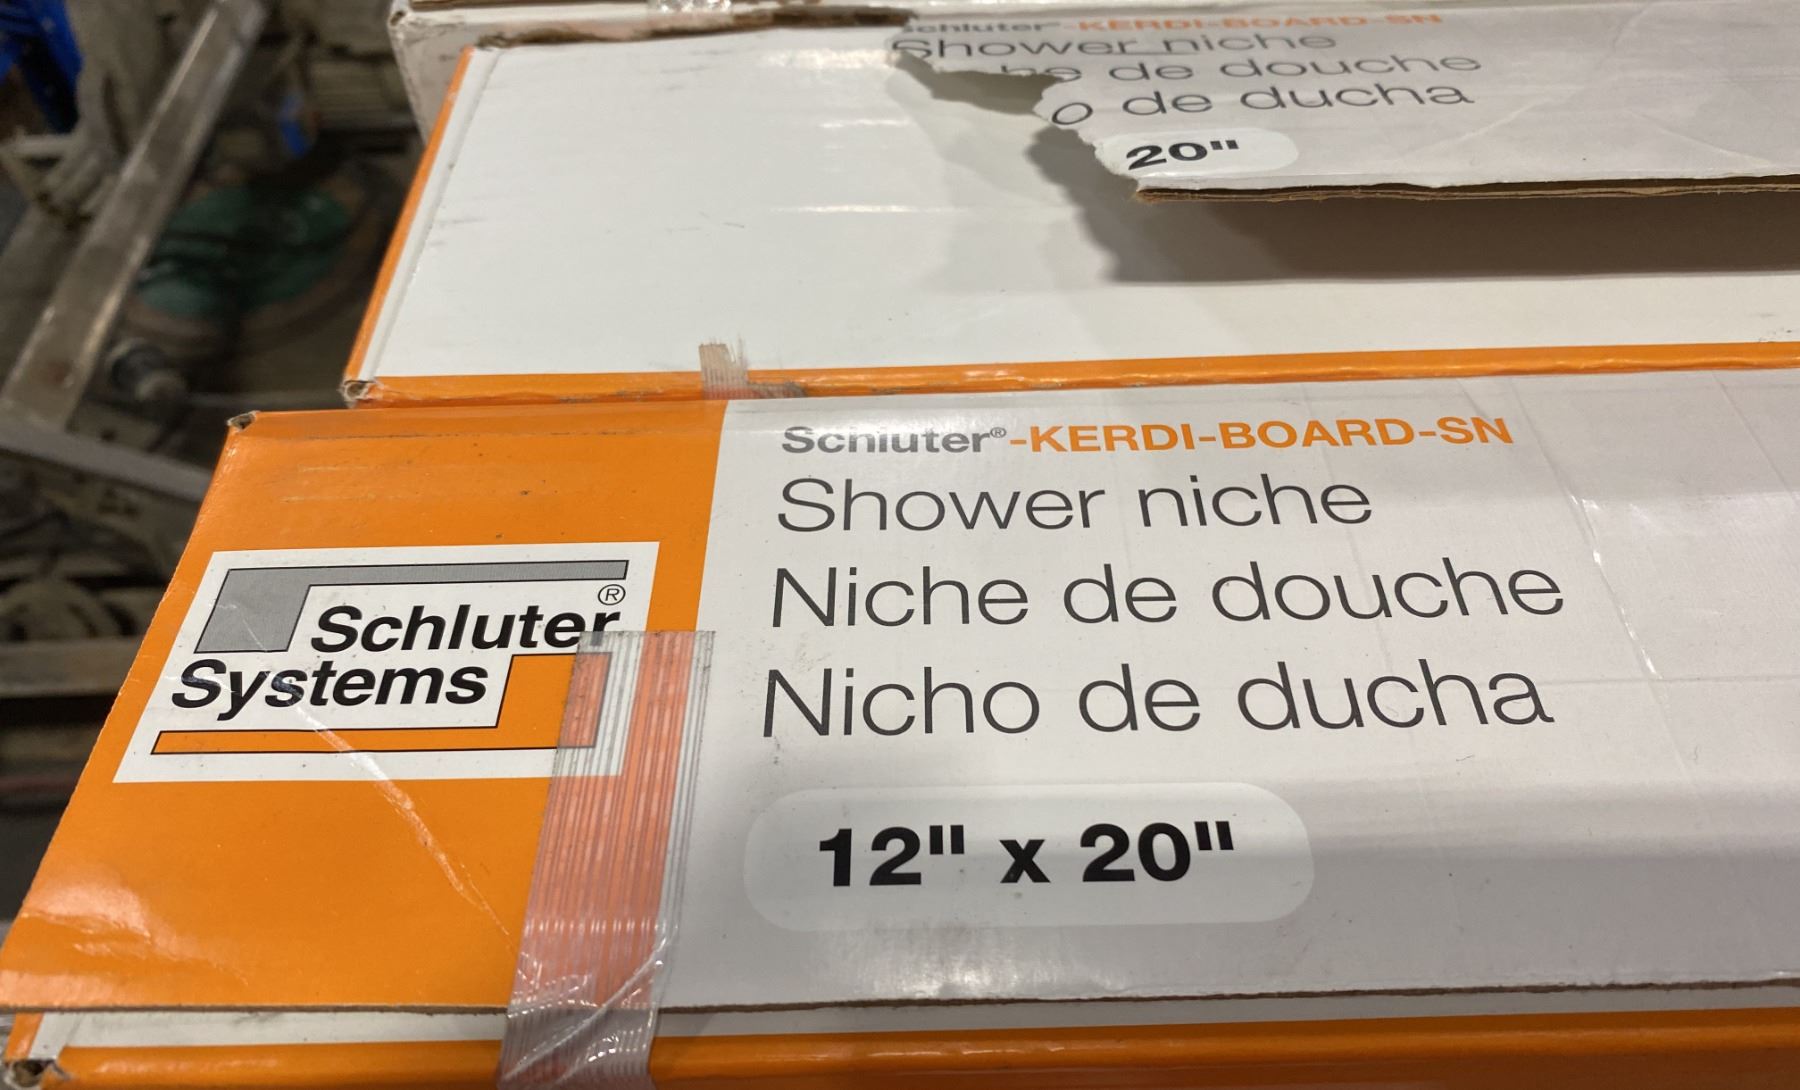 Schluter-KERDI-BOARD-SN
Shower niche
de douche
de ducha
20"
Schluter®-KERDI-BOARD-SN
Shower niche
Niche de douche
Nicho de ducha
12" x 20"
Schluter®
Systems